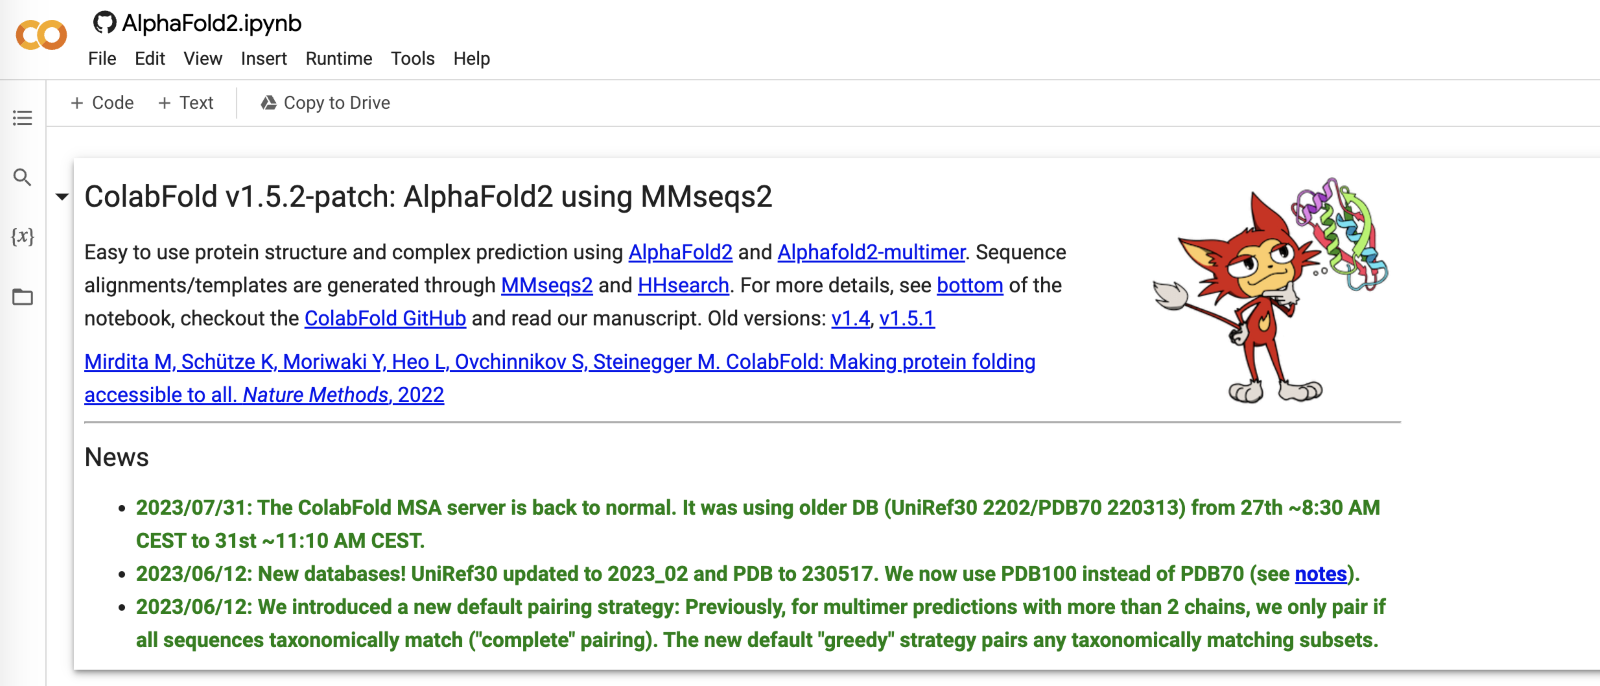 AlphaFold2.ipynb
File Edit View Insert Runtime Tools Help
+ Code + Text Copy to Drive
{x}
ColabFold v1.5.2-patch: AlphaFold2 using MMseqs2
Easy to use protein structure and complex prediction using AlphaFold2 and Alphafold2-multimer. Sequence
alignments/templates are generated through MMseqs2 and HHsearch. For more details, see bottom of the
notebook, checkout the ColabFold GitHub and read our manuscript. Old versions: v1.4, v1.5.1
Mirdita M, Schütze K, Moriwaki Y, Heo L, Ovchinnikov S, Steinegger M. ColabFold: Making protein folding
accessible to all. Nature Methods, 2022
News
• 2023/07/31: The ColabFold MSA server is back to normal. It was using older DB (UniRef30 2202/PDB70 220313) from 27th ~8:30 AM
CEST to 31st ~11:10 AM CEST.
• 2023/06/12: New databases! UniRef30 updated to 2023_02 and PDB to 230517. We now use PDB100 instead of PDB70 (see notes).
• 2023/06/12: We introduced a new default pairing strategy: Previously, for multimer predictions with more than 2 chains, we only pair if
all sequences taxonomically match ("complete" pairing). The new default "greedy" strategy pairs any taxonomically matching subsets.